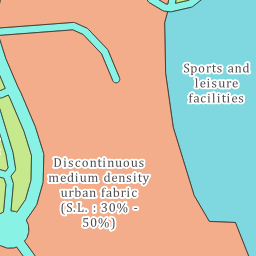 Sports and
leisure
facilities
Discontinuous
medium density
urban fabric
(S.L. : 30% -
50%)